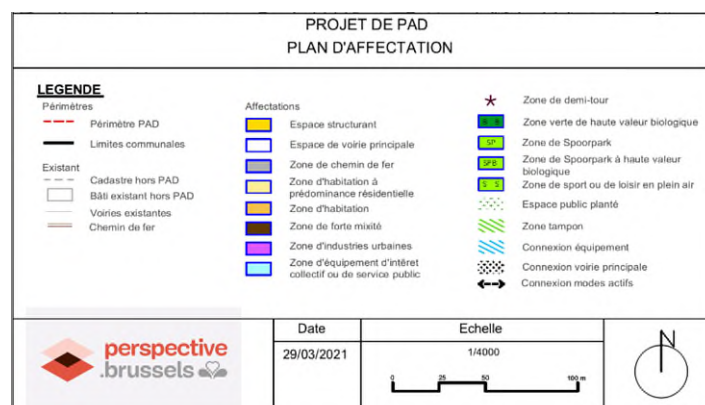 PROJET DE PAD
PLAN D'AFFECTATION
LEGENDE
Périmètres
Périmètre PAD
Limites communales
Existant
Cadastre hors PAD
Bâti existant hors PAD
Voiries existantes
Chemin de fer
Affectations
Espace structurant
Espace de voirie principale
Zone de chemin de fer
Zone d'habitation à
prédominance résidentielle
Zone d'habitation
Zone de forte mixité
Zone d'industries urbaines
Zone d'équipement d'intéret
collectif ou de service public
Zone de demi-tour
Zone verte de haute valeur biologique
SP
Zone de Spoorpark
SPB
Zone de Spoorpark à haute valeur
biologique
S S
Zone de sport ou de loisir en plein air
Espace public planté
Zone tampon
Connexion équipement
Connexion voirie principale
Connexion modes actifs
perspective
.brussels
Date
29/03/2021
Echelle
1/4000
0 25 50 100 m
N